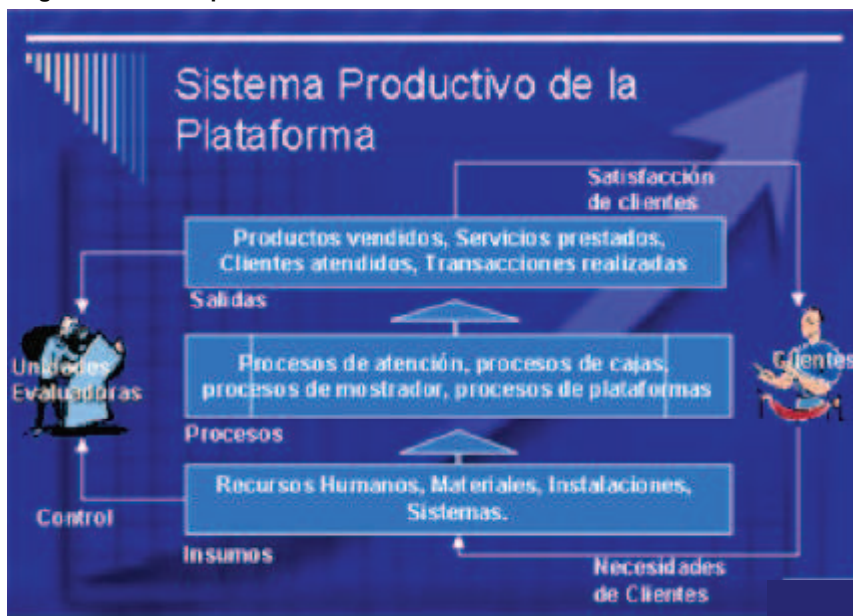 Sistema Productivo de la
Plataforma
Satisfacción
de clientes
Productos vendidos, Servicios prestados,
Clientes atendidos, Transacciones realizadas
Salidas
Unidades
Evaluadoras
Procesos de atención, procesos de cajas,
procesos de mostrador, procesos de plataformas
Clientes
Procesos
Recursos Humanos, Materiales, Instalaciones,
Sistemas.
Control
Insumos
Necesidades
de Clientes